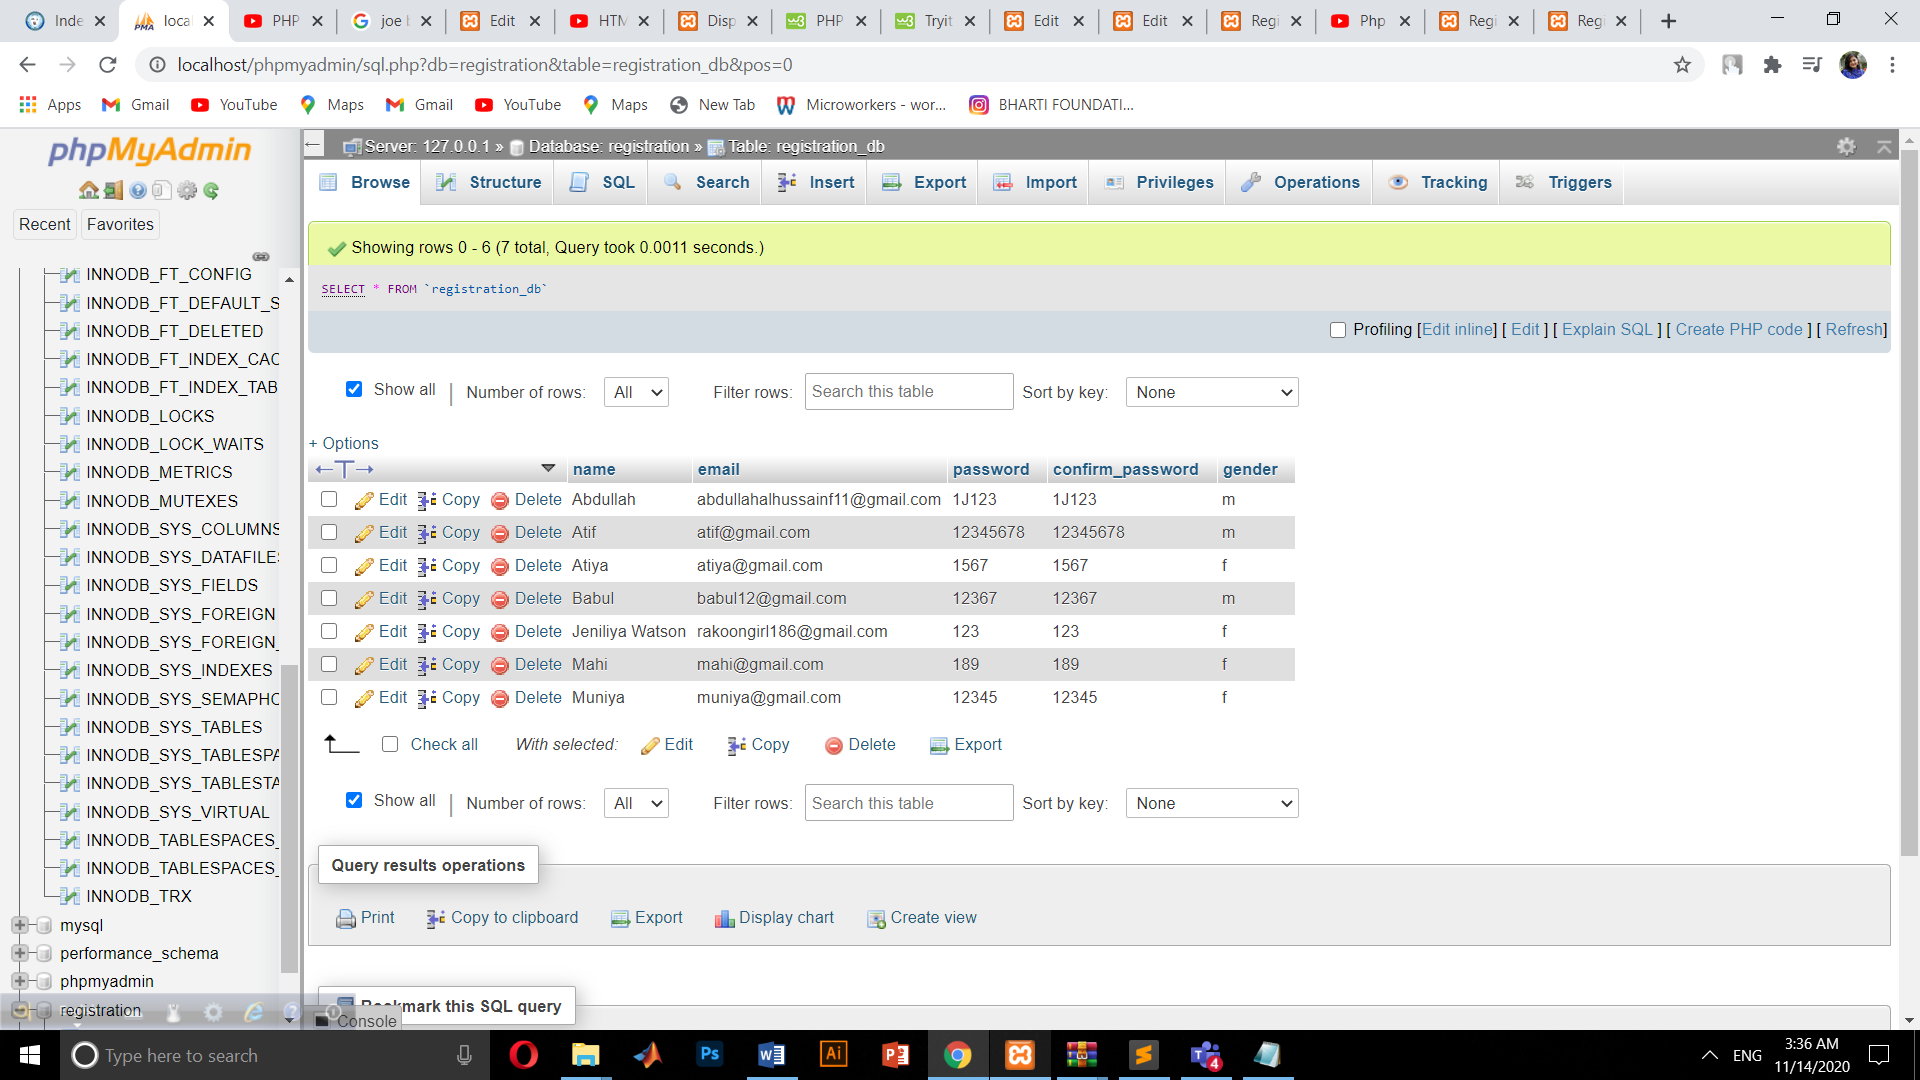 Inde
loca
PHP
joe b
Edit
HTM
Disp
PHP
Tryit
Edit
Edit
Regi
Php
Regi
Regi
localhost/phpmyadmin/sql.php?db=registration&table=registration_db&pos=0
Apps Gmail YouTube Maps Gmail YouTube Maps New Tab Microworkers - wor... BHARTI FOUNDATI...
phpMyAdmin
Recent Favorites
INNODB_FT_CONFIG
INNODB_FT_DEFAULT_S
INNODB_FT_DELETED
INNODB_FT_INDEX_CAC
INNODB_FT_INDEX_TAB
INNODB_LOCKS
INNODB_LOCK_WAITS
INNODB_METRICS
INNODB_MUTEXES
INNODB_SYS_COLUMNS
INNODB_SYS_DATAFILES
INNODB_SYS_FIELDS
INNODB_SYS_FOREIGN
INNODB_SYS_FOREIGN_
INNODB_SYS_INDEXES
INNODB_SYS_SEMAPHO
INNODB_SYS_TABLES
INNODB_SYS_TABLESPA
INNODB_SYS_TABLESTA
INNODB_SYS_VIRTUAL
INNODB_TABLESPACES_
INNODB_TABLESPACES_
INNODB_TRX
mysql
performance_schema
phpmyadmin
registration
Server: 127.0.0.1 » Database: registration » Table: registration_db
Browse Structure SQL Search Insert Export Import Privileges Operations Tracking Triggers
Showing rows 0 - 6 (7 total, Query took 0.0011 seconds.)
SELECT * FROM `registration_db`
Profiling [Edit inline] [ Edit ] [ Explain SQL ] [ Create PHP code ] [ Refresh]
Show all | Number of rows: All Filter rows: Search this table Sort by key: None
+ Options
name email password confirm_password gender
Edit Copy Delete Abdullah abdullahalhussainf11@gmail.com 1J123 1J123 m
Edit Copy Delete Atif atif@gmail.com 12345678 12345678 m
Edit Copy Delete Atiya atiya@gmail.com 1567 1567 f
Edit Copy Delete Babul babul12@gmail.com 12367 12367 m
Edit Copy Delete Jeniliya Watson rakoongirl186@gmail.com 123 123 f
Edit Copy Delete Mahi mahi@gmail.com 189 189 f
Edit Copy Delete Muniya muniya@gmail.com 12345 12345 f
Check all With selected: Edit Copy Delete Export
Show all | Number of rows: All Filter rows: Search this table Sort by key: None
Query results operations
Print Copy to clipboard Export Display chart Create view
Bookmark this SQL query
Console
Type here to search
ENG
3:36 AM
11/14/2020